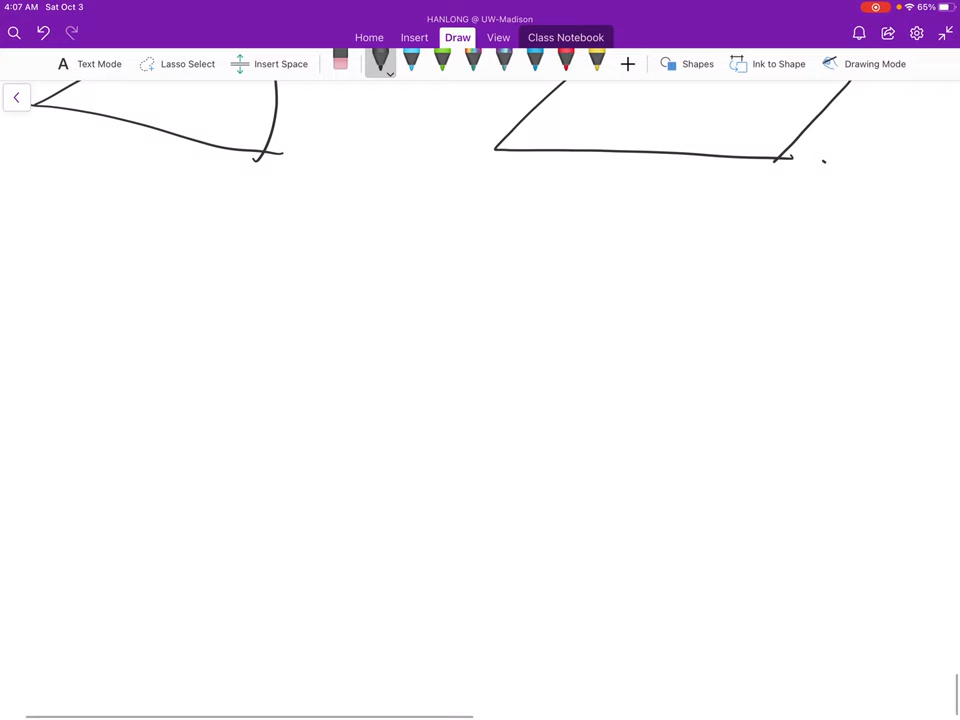 4:07 AM Sat Oct 3 65%
HANLONG @ UW-Madison
Home Insert Draw View Class Notebook
A Text Mode Lasso Select Insert Space Shapes Ink to Shape Drawing Mode